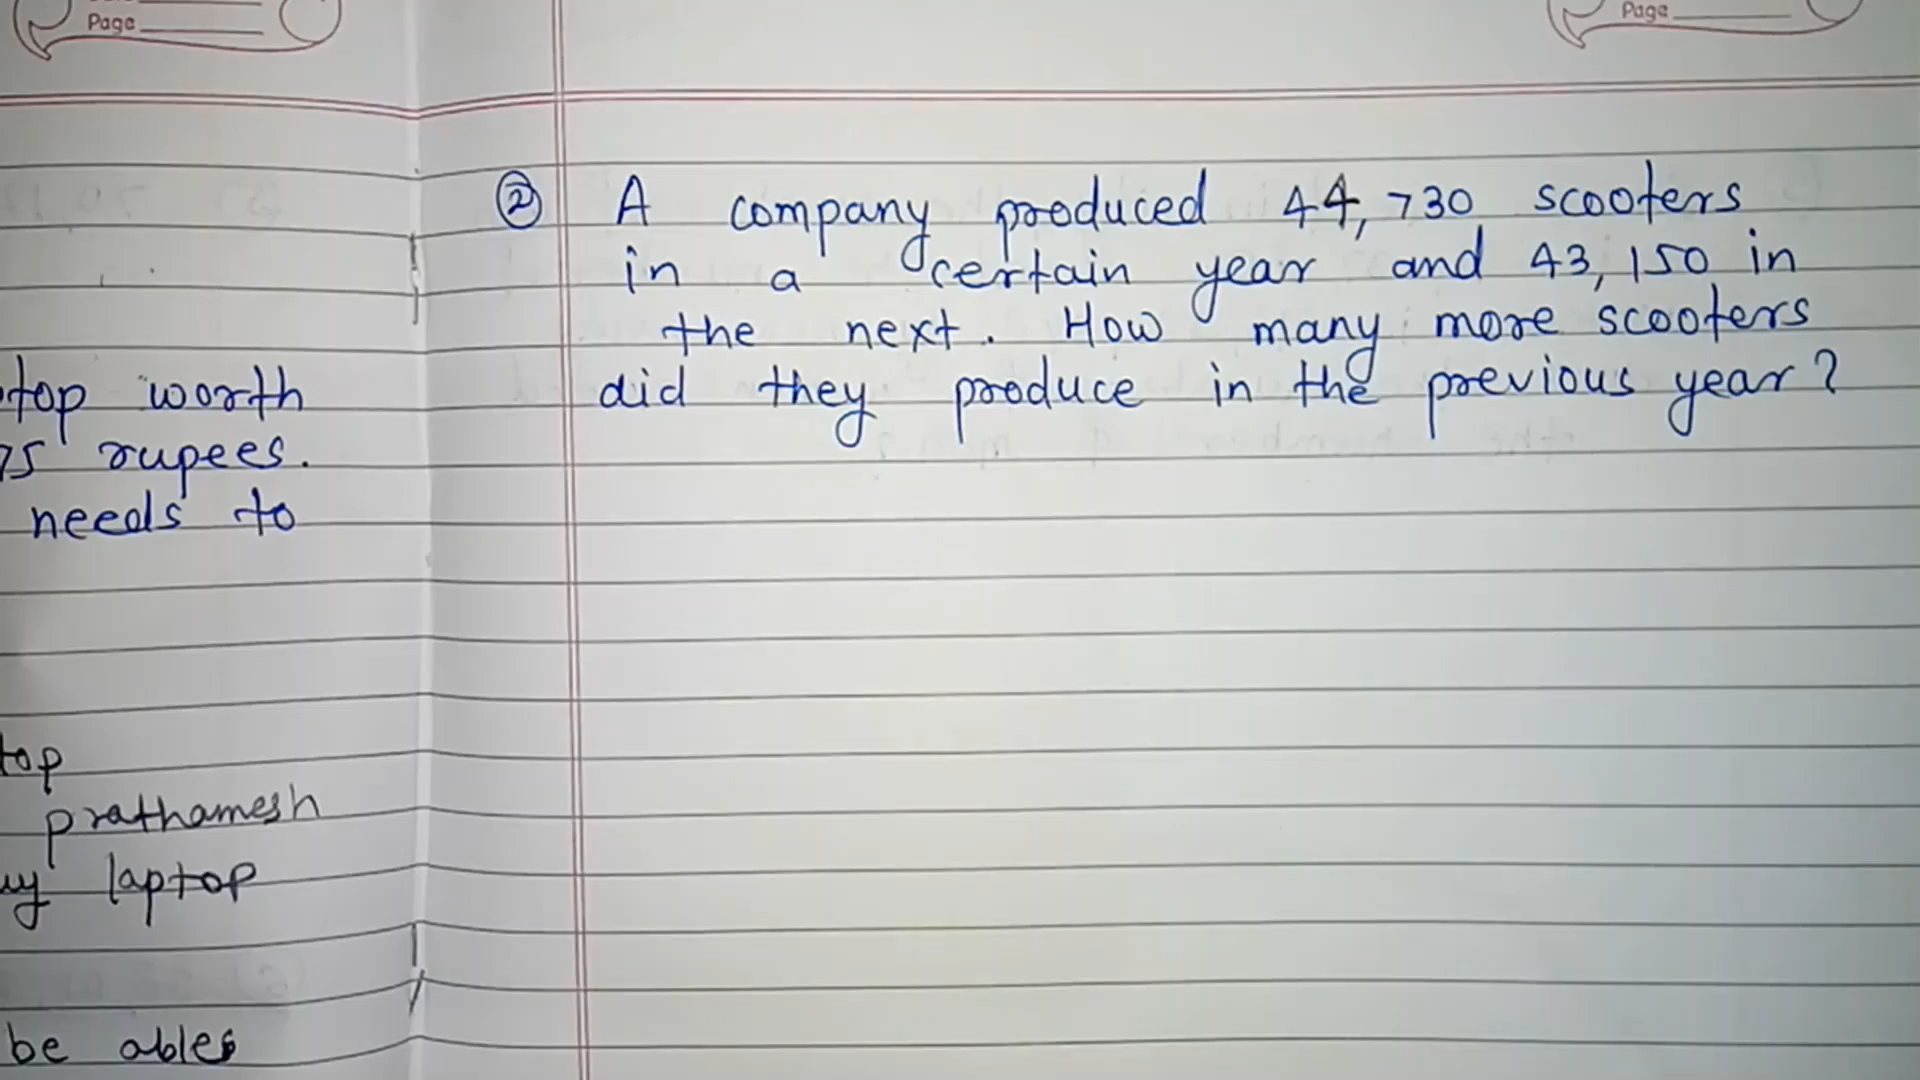 Page
Page
② A company produced 44,730 scooters
in a certain year and 43,150 in
the next. How many more scooters
did they produce in the previous year?
top worth
75 rupees.
needs to
top
prathamesh
laptop
be ables